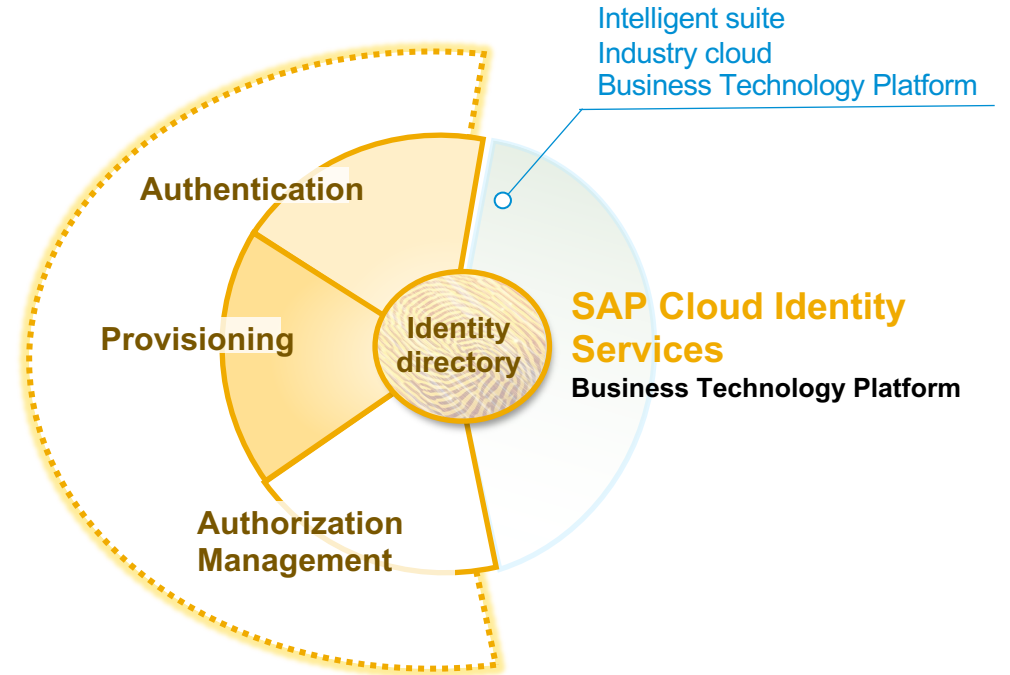 Intelligent suite
Industry cloud
Business Technology Platform
Authentication
Provisioning
Identity
directory
SAP Cloud Identity
Services
Business Technology Platform
Authorization
Management